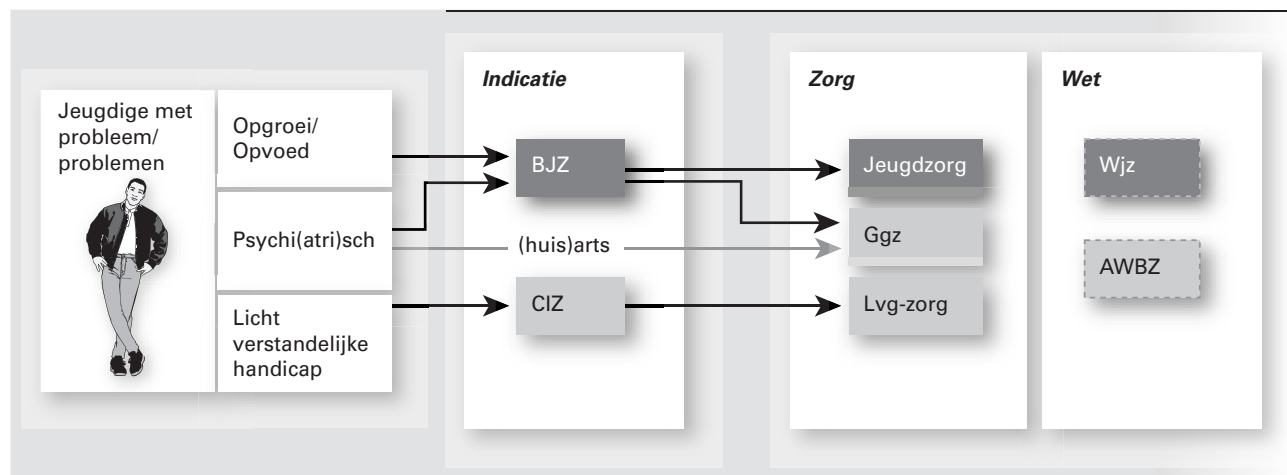 Jeugdige met
probleem/
problemen
Opgroei/
Opvoed
Psychi(atri)sch
Licht
verstandelijke
handicap
Indicatie
BJZ
(huis)arts
CIZ
Zorg
Jeugdzorg
Ggz
Lvg-zorg
Wet
Wjz
AWBZ